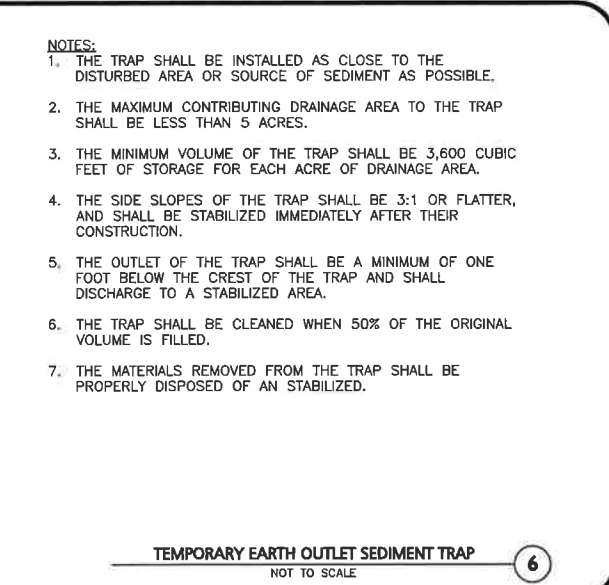 NOTES:
1. THE TRAP SHALL BE INSTALLED AS CLOSE TO THE
DISTURBED AREA OR SOURCE OF SEDIMENT AS POSSIBLE.
2. THE MAXIMUM CONTRIBUTING DRAINAGE AREA TO THE TRAP
SHALL BE LESS THAN 5 ACRES.
3. THE MINIMUM VOLUME OF THE TRAP SHALL BE 3,600 CUBIC
FEET OF STORAGE FOR EACH ACRE OF DRAINAGE AREA.
4. THE SIDE SLOPES OF THE TRAP SHALL BE 3:1 OR FLATTER,
AND SHALL BE STABILIZED IMMEDIATELY AFTER THEIR
CONSTRUCTION.
5. THE OUTLET OF THE TRAP SHALL BE A MINIMUM OF ONE
FOOT BELOW THE CREST OF THE TRAP AND SHALL
DISCHARGE TO A STABILIZED AREA.
6. THE TRAP SHALL BE CLEANED WHEN 50% OF THE ORIGINAL
VOLUME IS FILLED.
7. THE MATERIALS REMOVED FROM THE TRAP SHALL BE
PROPERLY DISPOSED OF AN STABILIZED.
TEMPORARY EARTH OUTLET SEDIMENT TRAP
NOT TO SCALE
6